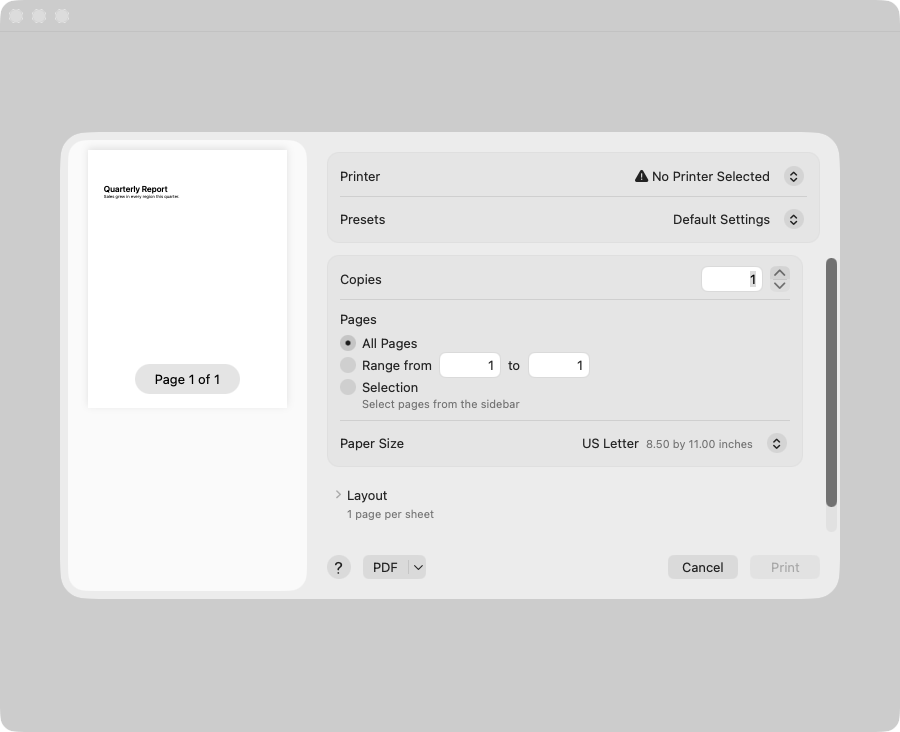 Quarterly Report
Sales grew in every region this quarter.
Page 1 of 1
Printer
No Printer Selected
Presets
Default Settings
Copies
1
Pages
All Pages
Range from 1 to 1
Selection
Select pages from the sidebar
Paper Size
US Letter 8.50 by 11.00 inches
Layout
1 page per sheet
?
PDF
Cancel
Print